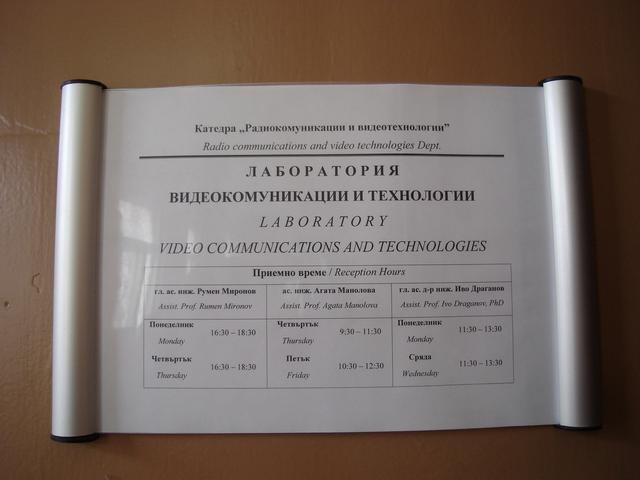 Катедра „Радиокомуникации и видеотехнологии”
Radio communications and video technologies Dept.
ЛАБОРАТОРИЯ
ВИДЕОКОМУНИКАЦИИ И ТЕХНОЛОГИИ
LABORATORY
VIDEO COMMUNICATIONS AND TECHNOLOGIES
Приемно време / Reception Hours
гл. ас. инж. Румен Миронов
Assist. Prof. Rumen Mironov
ас. инж. Агата Манолова
Assist. Prof. Agata Manolova
гл. ас. д-р инж. Иво Драганов
Assist. Prof. Ivo Draganov, PhD
Понеделник
Monday
16:30 – 18:30
Четвъртък
Thursday
16:30 – 18:30
Четвъртък
Thursday
9:30 – 11:30
Петък
Friday
10:30 – 12:30
Понеделник
Monday
11:30 – 13:30
Сряда
Wednesday
11:30 – 13:30